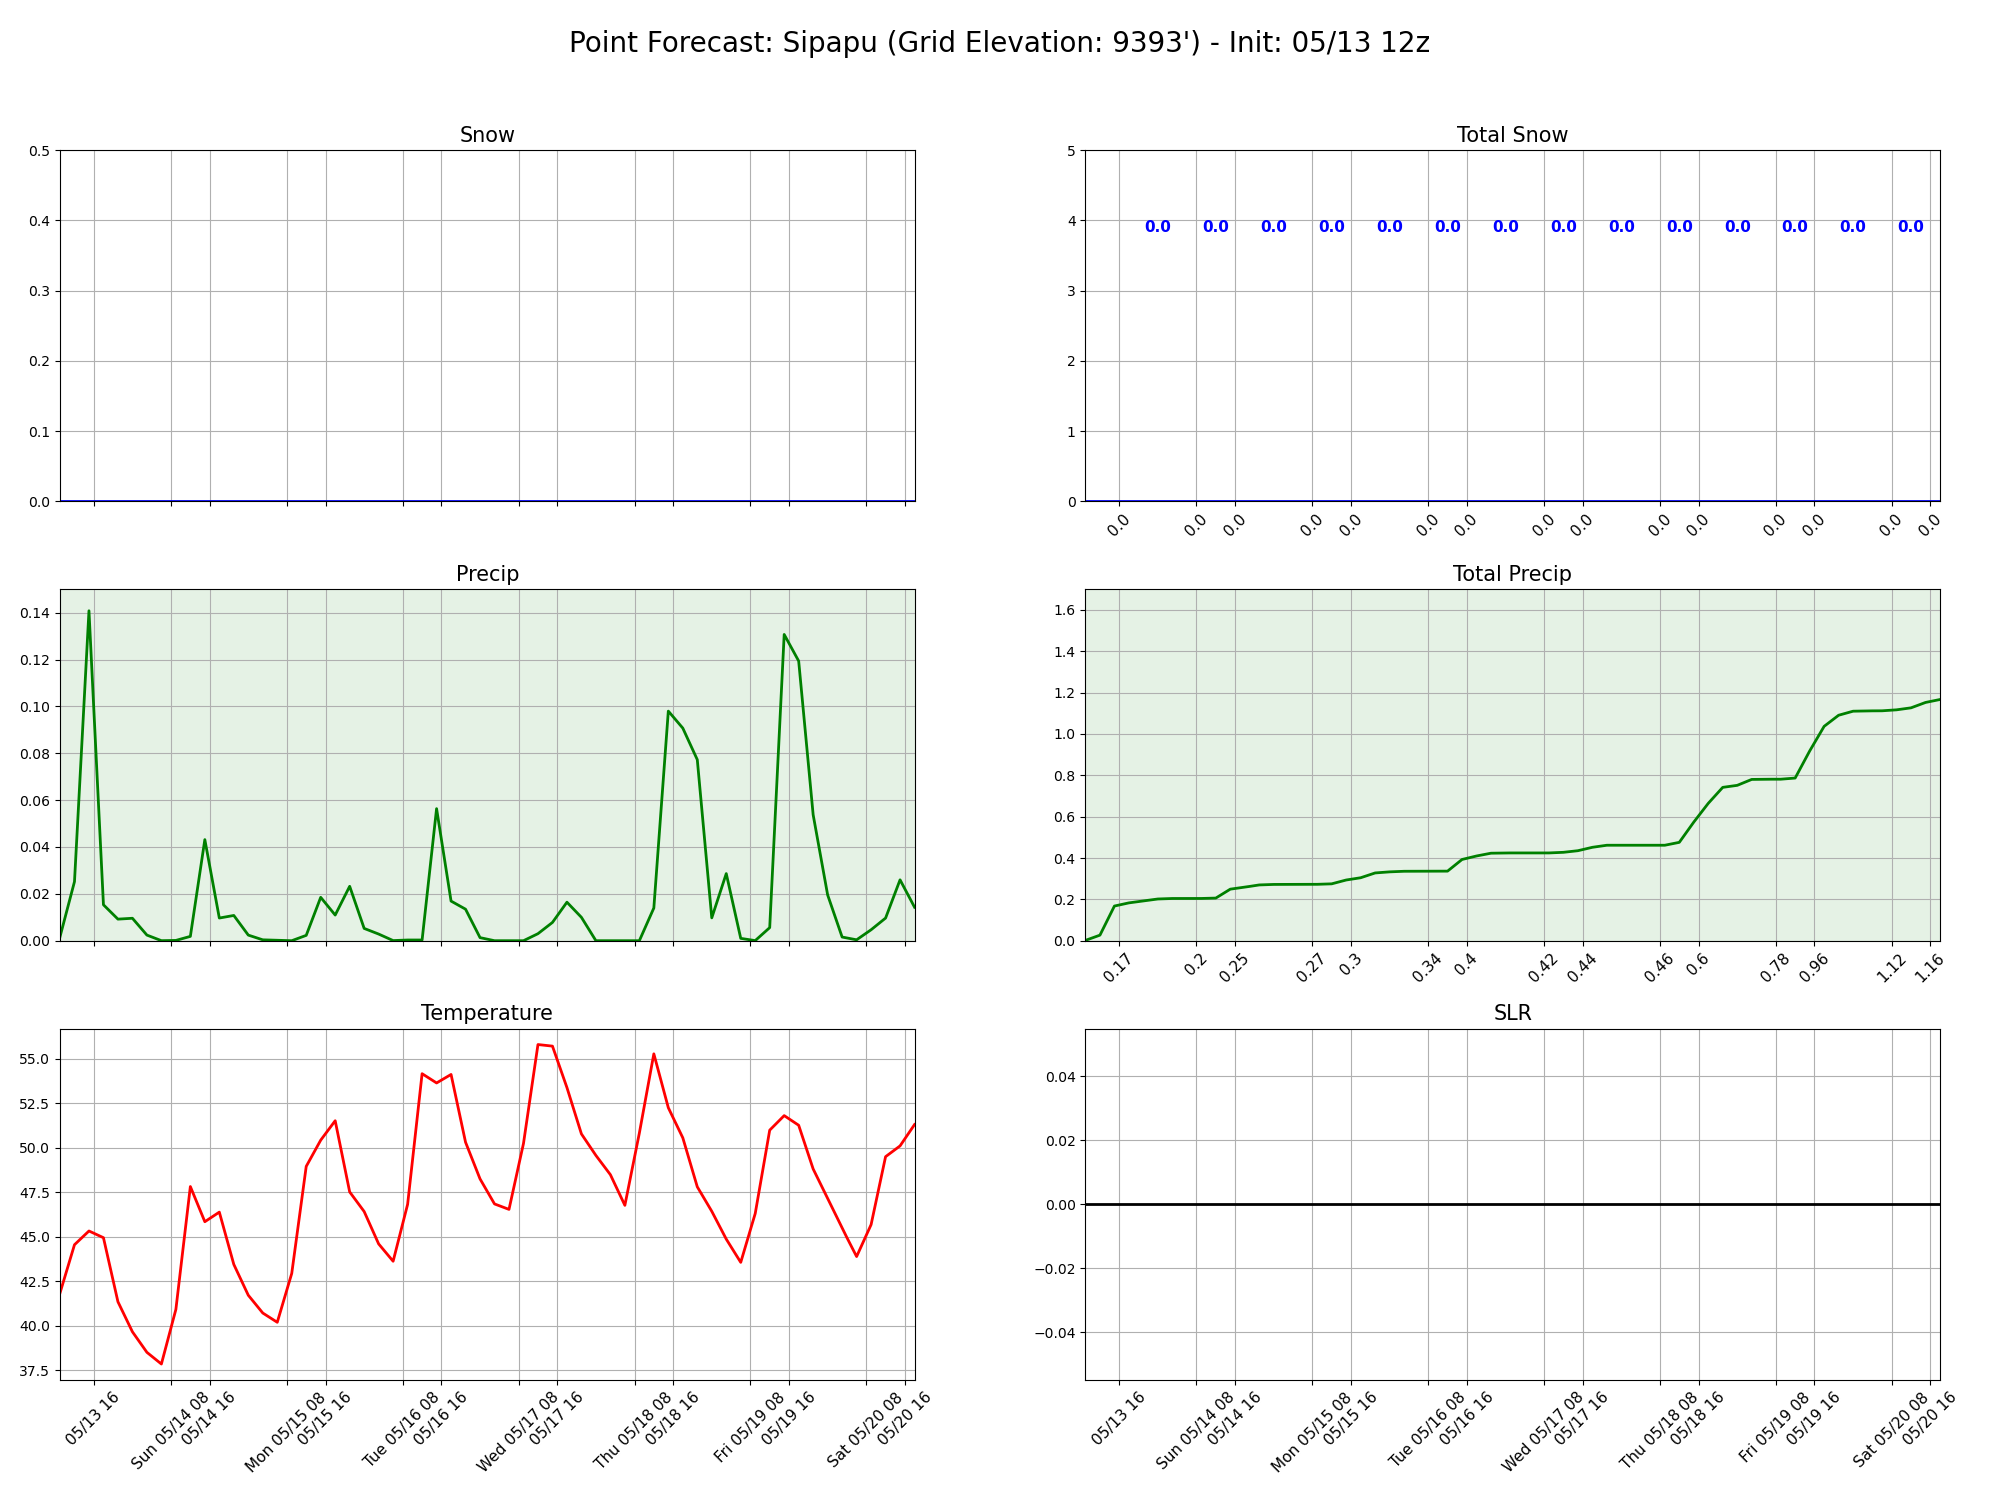 Point Forecast: Sipapu (Grid Elevation: 9393') - Init: 05/13 12z
Snow
0.5
0.4
0.3
0.2
0.1
0.0
Total Snow
5
4
3
2
1
0
0.0 0.0 0.0 0.0 0.0 0.0 0.0 0.0 0.0 0.0 0.0 0.0 0.0 0.0
0.0 0.0 0.0 0.0 0.0 0.0 0.0 0.0 0.0 0.0 0.0 0.0 0.0 0.0 0.0
Precip
0.14
0.12
0.10
0.08
0.06
0.04
0.02
0.00
Total Precip
1.6
1.4
1.2
1.0
0.8
0.6
0.4
0.2
0.0
0.17 0.2 0.25 0.27 0.3 0.34 0.4 0.42 0.44 0.46 0.6 0.78 0.96 1.12 1.16
Temperature
55.0
52.5
50.0
47.5
45.0
42.5
40.0
37.5
05/13 16
Sun 05/14 08
05/14 16
Mon 05/15 08
05/15 16
Tue 05/16 08
05/16 16
Wed 05/17 08
05/17 16
Thu 05/18 08
05/18 16
Fri 05/19 08
05/19 16
Sat 05/20 08
05/20 16
SLR
0.04
0.02
0.00
−0.02
−0.04
05/13 16
Sun 05/14 08
05/14 16
Mon 05/15 08
05/15 16
Tue 05/16 08
05/16 16
Wed 05/17 08
05/17 16
Thu 05/18 08
05/18 16
Fri 05/19 08
05/19 16
Sat 05/20 08
05/20 16